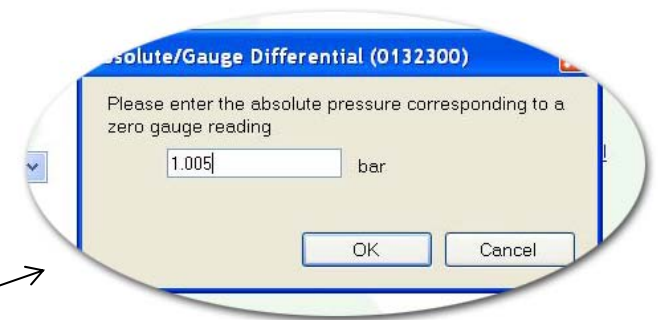 solute/Gauge Differential (0132300)
Please enter the absolute pressure corresponding to a
zero gauge reading
1.005 bar
OK Cancel